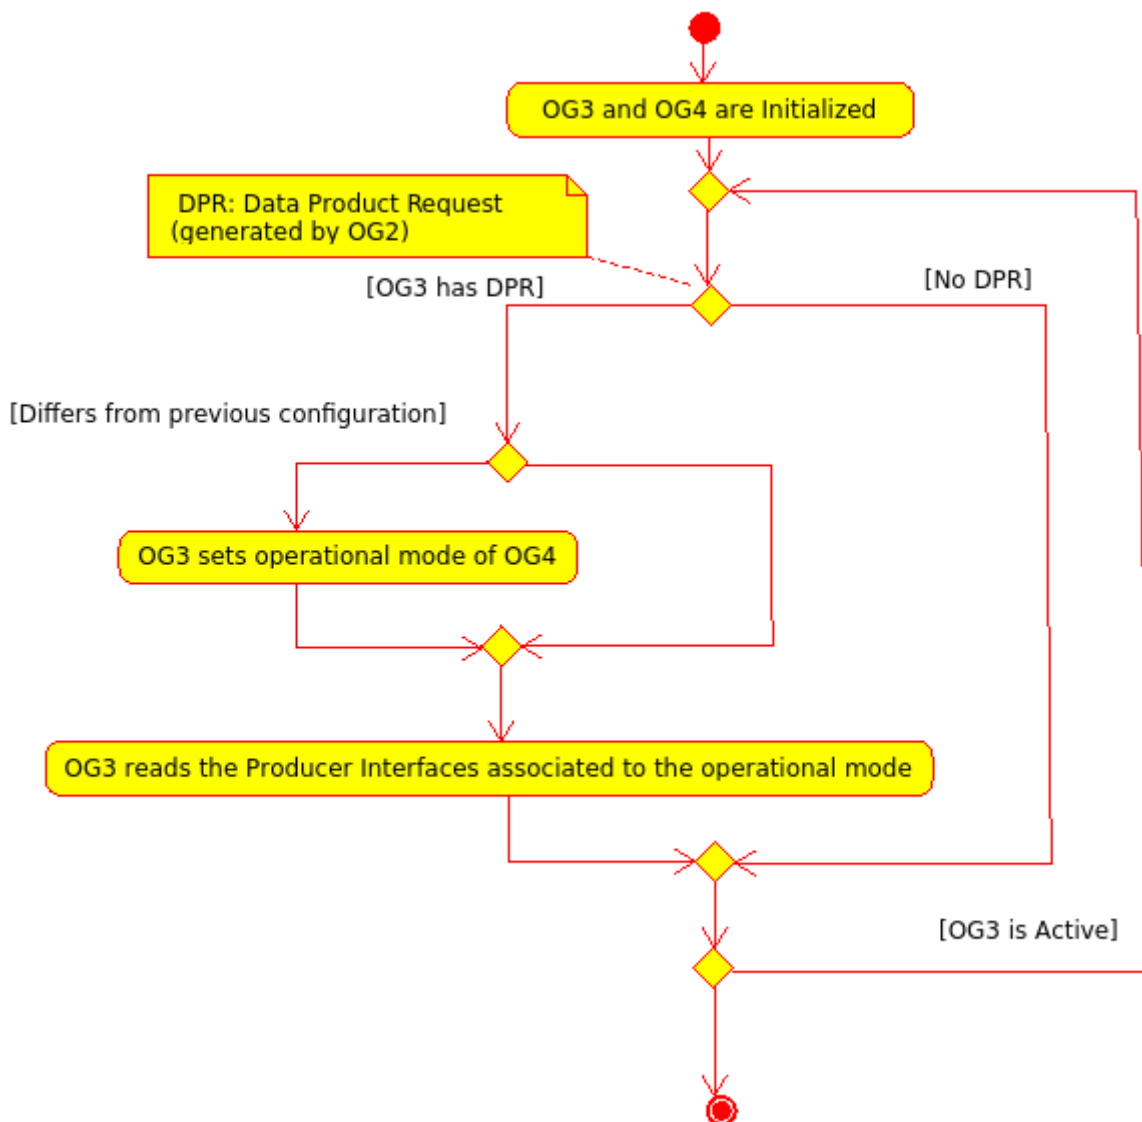 OG3 and OG4 are Initialized
DPR: Data Product Request
(generated by OG2)
[OG3 has DPR]
[No DPR]
[Differs from previous configuration]
OG3 sets operational mode of OG4
OG3 reads the Producer Interfaces associated to the operational mode
[OG3 is Active]